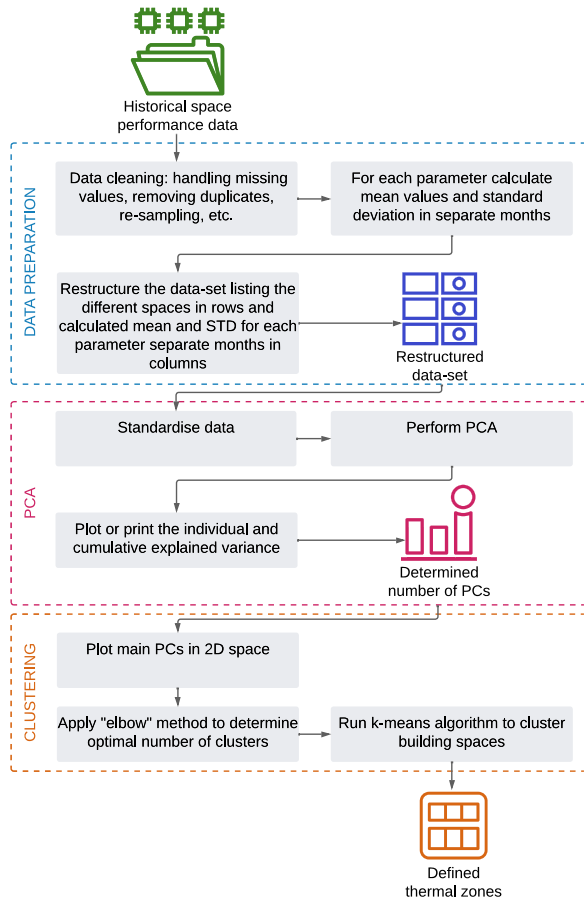 Historical space
performance data
DATA PREPARATION
Data cleaning: handling missing
values, removing duplicates,
re-sampling, etc.
For each parameter calculate
mean values and standard
deviation in separate months
Restructure the data-set listing the
different spaces in rows and
calculated mean and STD for each
parameter separate months in
columns
Restructured
data-set
PCA
Standardise data
Perform PCA
Plot or print the individual and
cumulative explained variance
Determined
number of PCs
CLUSTERING
Plot main PCs in 2D space
Apply "elbow" method to determine
optimal number of clusters
Run k-means algorithm to cluster
building spaces
Defined
thermal zones